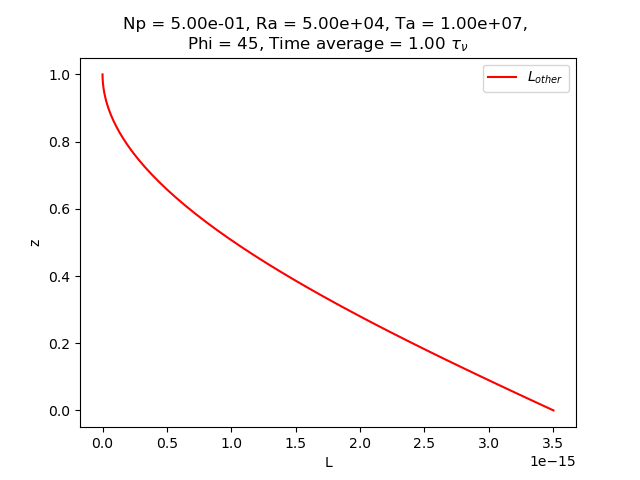 Np = 5.00e-01, Ra = 5.00e+04, Ta = 1.00e+07,
Phi = 45, Time average = 1.00 τν
L_other
1.0
0.8
0.6
0.4
0.2
0.0
z
0.0 0.5 1.0 1.5 2.0 2.5 3.0 3.5
1e−15
L